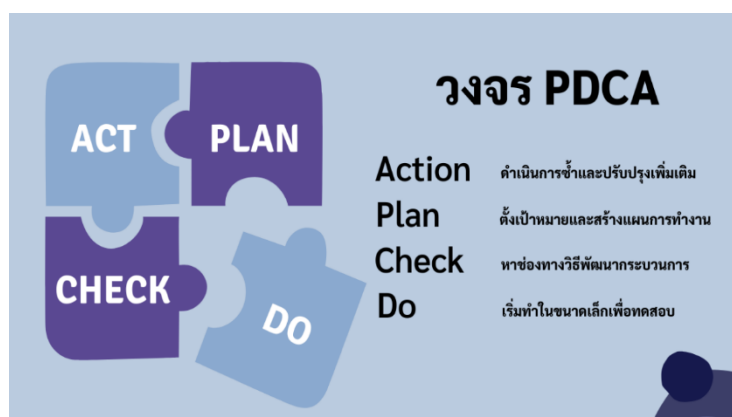 ACT
PLAN
CHECK
DO
วงจร PDCA
Action ดำเนินการซ้ำและปรับปรุงเพิ่มเติม
Plan ตั้งเป้าหมายและสร้างแผนการทำงาน
Check หาช่องทางวิธีพัฒนากระบวนการ
Do เริ่มทำในขนาดเล็กเพื่อทดสอบ